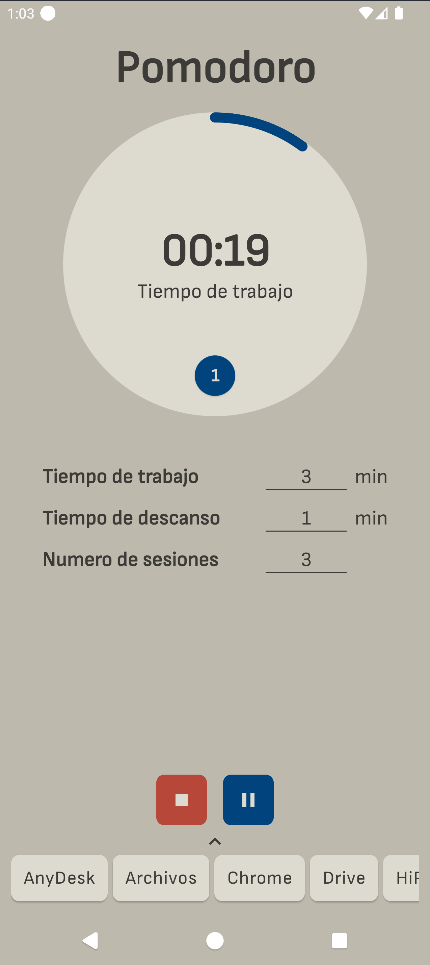 1:03
Pomodoro
00:19
Tiempo de trabajo
1
Tiempo de trabajo 3 min
Tiempo de descanso 1 min
Numero de sesiones 3
AnyDesk Archivos Chrome Drive